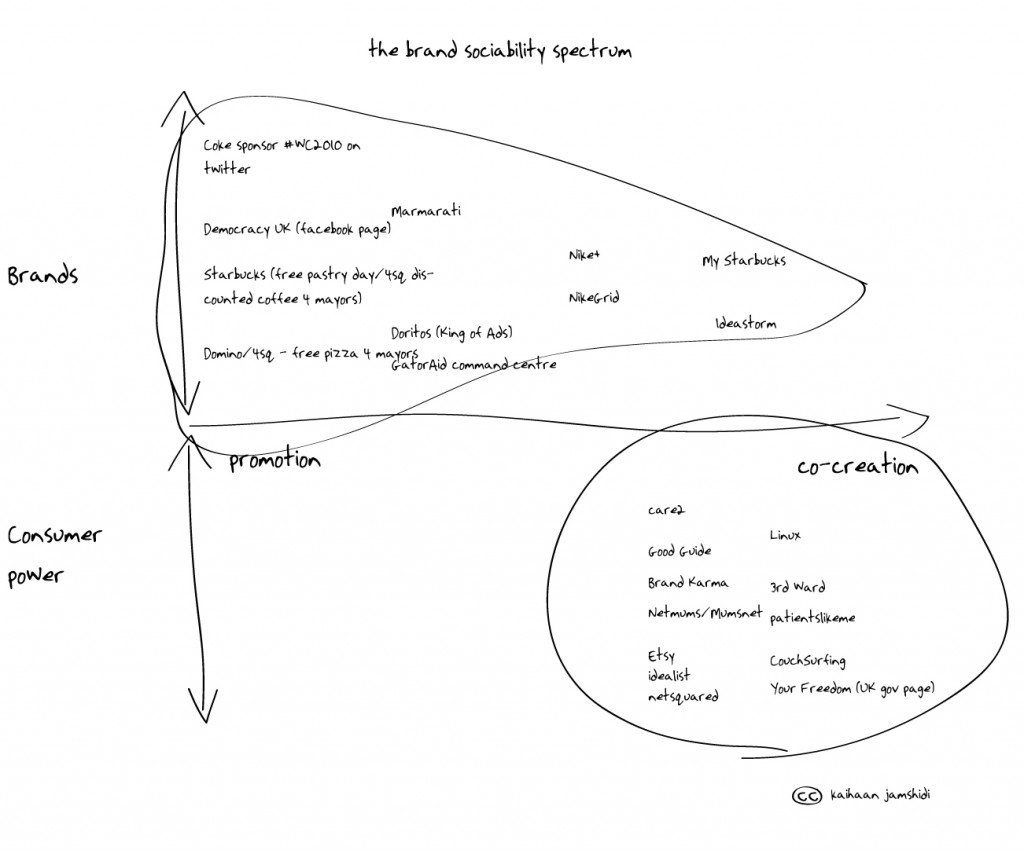 the brand sociability spectrum
Coke sponsor #WC2010 on
twitter
Marmarati
Democracy UK (facebook page)
Brands
Starbucks (free pastry day/4sq dis-
counted coffee 4 mayors)
Nike+
NikeGrid
My Starbucks
Ideastorm
Doritos (King of Ads)
Domino/4sq - free pizza 4 mayors
GatorAid command centre
promotion
co-creation
Consumer
power
care2
Linux
Good Guide
Brand Karma
3rd Ward
Netmums/Mumsnet
patientslikeme
Etsy
CouchSurfing
idealist
netsquared
Your Freedom (UK gov page)
cc kaihaan jamshidi